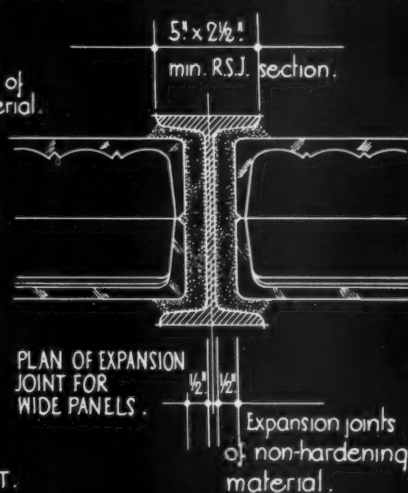 5" x 2½"
min. R.S.J. section.
of
erial.
PLAN OF EXPANSION
JOINT FOR
WIDE PANELS.
½" ½"
Expansion joints
of non-hardening
material.
T.